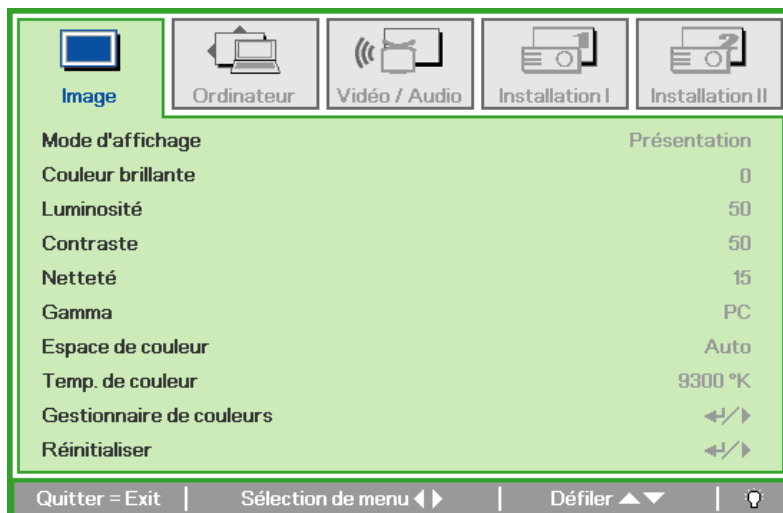 Image Ordinateur Vidéo / Audio Installation I Installation II
Mode d'affichage Présentation
Couleur brillante 0
Luminosité 50
Contraste 50
Netteté 15
Gamma PC
Espace de couleur Auto
Temp. de couleur 9300 °K
Gestionnaire de couleurs
Réinitialiser
Quitter = Exit Sélection de menu Défiler